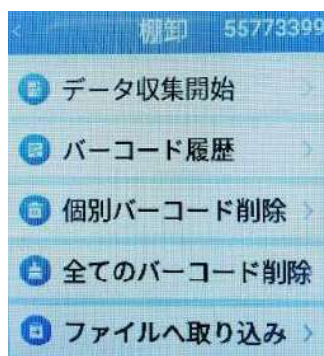 棚卸 55773399
データ収集開始
バーコード履歴
個別バーコード削除
全てのバーコード削除
ファイルへ取り込み